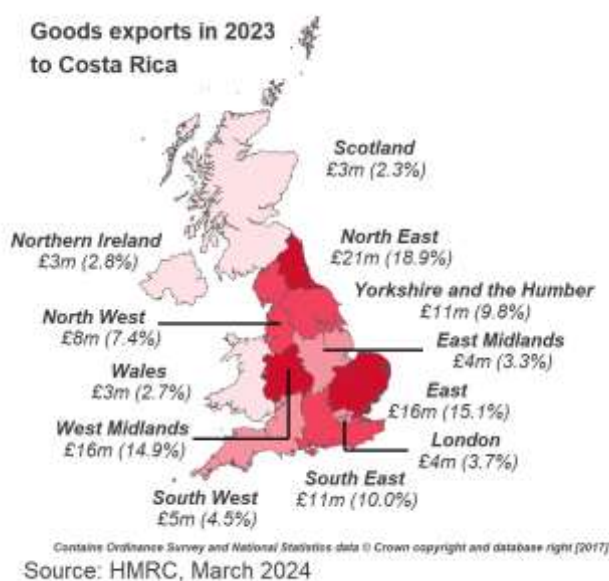 Goods exports in 2023
to Costa Rica
Scotland
£3m (2.3%)
Northern Ireland
£3m (2.8%)
North East
£21m (18.9%)
Yorkshire and the Humber
£11m (9.8%)
North West
£8m (7.4%)
East Midlands
£4m (3.3%)
Wales
£3m (2.7%)
East
£16m (15.1%)
West Midlands
£16m (14.9%)
London
£4m (3.7%)
South East
£11m (10.0%)
South West
£5m (4.5%)
Contains Ordinance Survey and National Statistics data © Crown copyright and database right [2017]
Source: HMRC, March 2024